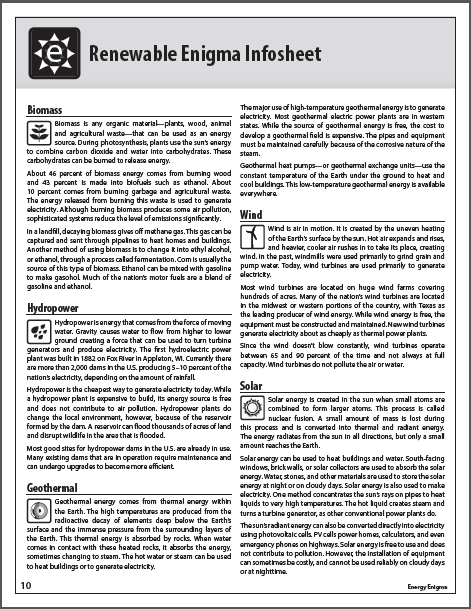 e
Renewable Enigma Infosheet
Biomass
Biomass is any organic material—plants, wood, animal
and agricultural waste—that can be used as an energy
source. During photosynthesis, plants use the sun's energy
to combine carbon dioxide and water into carbohydrates. These
carbohydrates can be burned to release energy.
About 46 percent of biomass energy comes from burning wood
and 43 percent is made into biofuels such as ethanol. About
10 percent comes from burning garbage and agricultural waste.
The energy released from burning this waste is used to generate
electricity. Although burning biomass produces some air pollution,
sophisticated systems reduce the level of emissions significantly.
In a landfill, decaying biomass gives off methane gas. This gas can be
captured and sent through pipelines to heat homes and buildings.
Another method of using biomass is to change it into ethyl alcohol,
or ethanol, through a process called fermentation. Corn is usually the
source of this type of biomass. Ethanol can be mixed with gasoline
to make gasohol. Much of the nation's motor fuels are a blend of
gasoline and ethanol.
Hydropower
Hydropower is energy that comes from the force of moving
water. Gravity causes water to flow from higher to lower
ground creating a force that can be used to turn turbine
generators and produce electricity. The first hydroelectric power
plant was built in 1882 on Fox River in Appleton, WI. Currently there
are more than 2,000 dams in the U.S. producing 5–10 percent of the
nation's electricity, depending on the amount of rainfall.
Hydropower is the cheapest way to generate electricity today. While
a hydropower plant is expensive to build, its energy source is free
and does not contribute to air pollution. Hydropower plants do
change the local environment, however, because of the reservoir
formed by the dam. A reservoir can flood thousands of acres of land
and disrupt wildlife in the area that is flooded.
Most good sites for hydropower dams in the U.S. are already in use.
Many existing dams that are in operation require maintenance and
can undergo upgrades to become more efficient.
Geothermal
Geothermal energy comes from thermal energy within
the Earth. The high temperatures are produced from the
radioactive decay of elements deep below the Earth's
surface and the immense pressure from the surrounding layers of
the Earth. This thermal energy is absorbed by rocks. When water
comes in contact with these heated rocks, it absorbs the energy,
sometimes changing to steam. The hot water or steam can be used
to heat buildings or to generate electricity.
The major use of high-temperature geothermal energy is to generate
electricity. Most geothermal electric power plants are in western
states. While the source of geothermal energy is free, the cost to
develop a geothermal field is expensive. The pipes and equipment
must be maintained carefully because of the corrosive nature of the
steam.
Geothermal heat pumps—or geothermal exchange units—use the
constant temperature of the Earth under the ground to heat and
cool buildings. This low-temperature geothermal energy is available
everywhere.
Wind
Wind is air in motion. It is created by the uneven heating
of the Earth's surface by the sun. Hot air expands and rises,
and heavier, cooler air rushes in to take its place, creating
wind. In the past, windmills were used primarily to grind grain and
pump water. Today, wind turbines are used primarily to generate
electricity.
Most wind turbines are located on huge wind farms covering
hundreds of acres. Many of the nation's wind turbines are located
in the midwest or western portions of the country, with Texas as
the leading producer of wind energy. While wind energy is free, the
equipment must be constructed and maintained. New wind turbines
generate electricity about as cheaply as thermal power plants.
Since the wind doesn't blow constantly, wind turbines operate
between 65 and 90 percent of the time and not always at full
capacity. Wind turbines do not pollute the air or water.
Solar
Solar energy is created in the sun when small atoms are
combined to form larger atoms. This process is called
nuclear fusion. A small amount of mass is lost during
this process and is converted into thermal and radiant energy.
The energy radiates from the sun in all directions, but only a small
amount reaches the Earth.
Solar energy can be used to heat buildings and water. South-facing
windows, brick walls, or solar collectors are used to absorb the solar
energy. Water, stones, and other materials are used to store the solar
energy at night or on cloudy days. Solar energy is also used to make
electricity. One method concentrates the sun's rays on pipes to heat
liquids to very high temperatures. The hot liquid creates steam and
turns a turbine generator, as other conventional power plants do.
The sun's radiant energy can also be converted directly into electricity
using photovoltaic cells. PV cells power homes, calculators, and even
emergency phones on highways. Solar energy is free to use and does
not contribute to pollution. However, the installation of equipment
can sometimes be costly, and cannot be used reliably on cloudy days
or at nighttime.
10
Energy Enigma